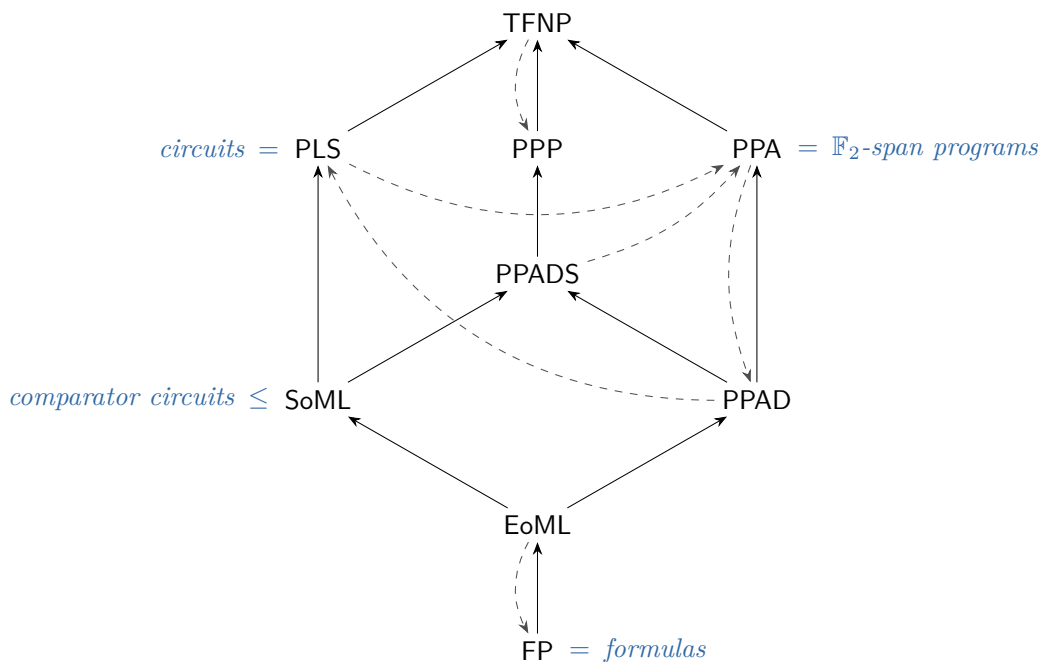 TFNP
circuits = PLS
PPP
PPA = 𝔽₂-span programs
PPADS
comparator circuits ≤ SoML
PPAD
EoML
FP = formulas